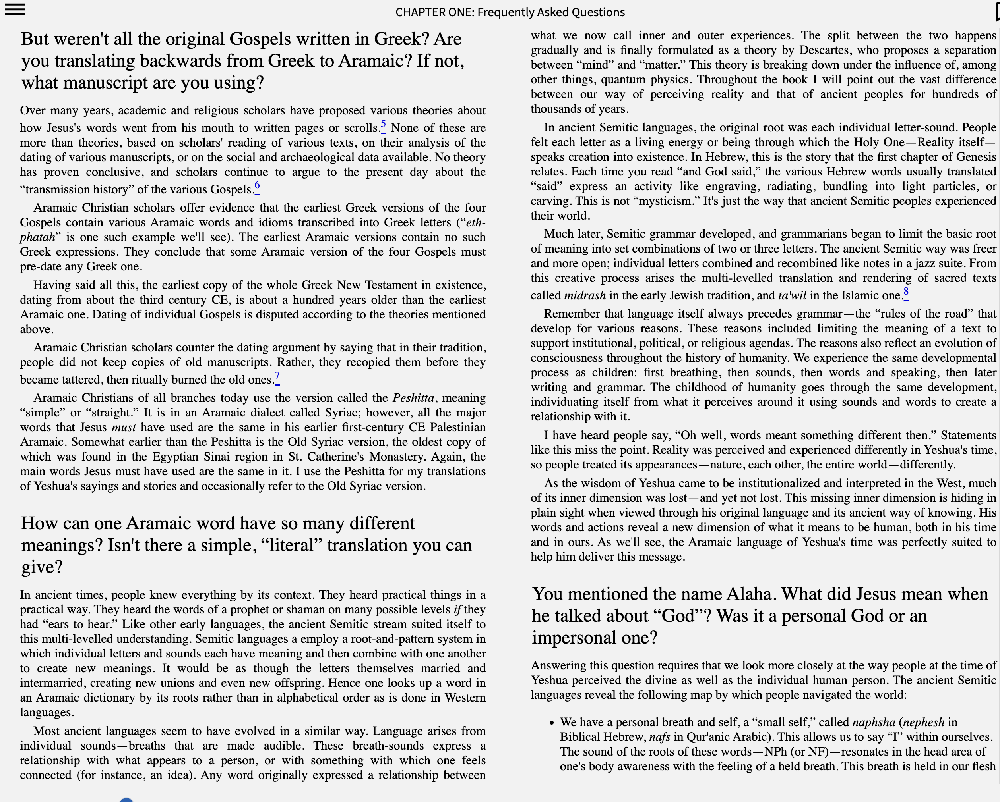 CHAPTER ONE: Frequently Asked Questions
But weren't all the original Gospels written in Greek? Are
you translating backwards from Greek to Aramaic? If not,
what manuscript are you using?
Over many years, academic and religious scholars have proposed various theories about
how Jesus's words went from his mouth to written pages or scrolls.5 None of these are
more than theories, based on scholars' reading of various texts, on their analysis of the
dating of various manuscripts, or on the social and archaeological data available. No theory
has proven conclusive, and scholars continue to argue to the present day about the
“transmission history” of the various Gospels.6
Aramaic Christian scholars offer evidence that the earliest Greek versions of the four
Gospels contain various Aramaic words and idioms transcribed into Greek letters (“eth-
phatah” is one such example we'll see). The earliest Aramaic versions contain no such
Greek expressions. They conclude that some Aramaic version of the four Gospels must
pre-date any Greek one.
Having said all this, the earliest copy of the whole Greek New Testament in existence,
dating from about the third century CE, is about a hundred years older than the earliest
Aramaic one. Dating of individual Gospels is disputed according to the theories mentioned
above.
Aramaic Christian scholars counter the dating argument by saying that in their tradition,
people did not keep copies of old manuscripts. Rather, they recopied them before they
became tattered, then ritually burned the old ones.7
Aramaic Christians of all branches today use the version called the Peshitta, meaning
“simple” or “straight.” It is in an Aramaic dialect called Syriac; however, all the major
words that Jesus must have used are the same in his earlier first-century CE Palestinian
Aramaic. Somewhat earlier than the Peshitta is the Old Syriac version, the oldest copy of
which was found in the Egyptian Sinai region in St. Catherine's Monastery. Again, the
main words Jesus must have used are the same in it. I use the Peshitta for my translations
of Yeshua's sayings and stories and occasionally refer to the Old Syriac version.
How can one Aramaic word have so many different
meanings? Isn't there a simple, “literal” translation you can
give?
In ancient times, people knew everything by its context. They heard practical things in a
practical way. They heard the words of a prophet or shaman on many possible levels if they
had “ears to hear.” Like other early languages, the ancient Semitic stream suited itself to
this multi-levelled understanding. Semitic languages a employ a root-and-pattern system in
which individual letters and sounds each have meaning and then combine with one another
to create new meanings. It would be as though the letters themselves married and
intermarried, creating new unions and even new offspring. Hence one looks up a word in
an Aramaic dictionary by its roots rather than in alphabetical order as is done in Western
languages.
Most ancient languages seem to have evolved in a similar way. Language arises from
individual sounds—breaths that are made audible. These breath-sounds express a
relationship with what appears to a person, or with something with which one feels
connected (for instance, an idea). Any word originally expressed a relationship between
what we now call inner and outer experiences. The split between the two happens
gradually and is finally formulated as a theory by Descartes, who proposes a separation
between “mind” and “matter.” This theory is breaking down under the influence of, among
other things, quantum physics. Throughout the book I will point out the vast difference
between our way of perceiving reality and that of ancient peoples for hundreds of
thousands of years.
In ancient Semitic languages, the original root was each individual letter-sound. People
felt each letter as a living energy or being through which the Holy One—Reality itself—
speaks creation into existence. In Hebrew, this is the story that the first chapter of Genesis
relates. Each time you read “and God said,” the various Hebrew words usually translated
“said” express an activity like engraving, radiating, bundling into light particles, or
carving. This is not “mysticism.” It's just the way that ancient Semitic peoples experienced
their world.
Much later, Semitic grammar developed, and grammarians began to limit the basic root
of meaning into set combinations of two or three letters. The ancient Semitic way was freer
and more open; individual letters combined and recombined like notes in a jazz suite. From
this creative process arises the multi-levelled translation and rendering of sacred texts
called midrash in the early Jewish tradition, and ta'wil in the Islamic one.8
Remember that language itself always precedes grammar—the “rules of the road” that
develop for various reasons. These reasons included limiting the meaning of a text to
support institutional, political, or religious agendas. The reasons also reflect an evolution of
consciousness throughout the history of humanity. We experience the same developmental
process as children: first breathing, then sounds, then words and speaking, then later
writing and grammar. The childhood of humanity goes through the same development,
individuating itself from what it perceives around it using sounds and words to create a
relationship with it.
I have heard people say, “Oh well, words meant something different then.” Statements
like this miss the point. Reality was perceived and experienced differently in Yeshua's time,
so people treated its appearances—nature, each other, the entire world—differently.
As the wisdom of Yeshua came to be institutionalized and interpreted in the West, much
of its inner dimension was lost—and yet not lost. This missing inner dimension is hiding in
plain sight when viewed through his original language and its ancient way of knowing. His
words and actions reveal a new dimension of what it means to be human, both in his time
and in ours. As we'll see, the Aramaic language of Yeshua's time was perfectly suited to
help him deliver this message.
You mentioned the name Alaha. What did Jesus mean when
he talked about “God”? Was it a personal God or an
impersonal one?
Answering this question requires that we look more closely at the way people at the time of
Yeshua perceived the divine as well as the individual human person. The ancient Semitic
languages reveal the following map by which people navigated the world:
• We have a personal breath and self, a “small self,” called naphsha (nephesh in
Biblical Hebrew, nafs in Qur'anic Arabic). This allows us to say “I” within ourselves.
The sound of the roots of these words—NPh (or NF)—resonates in the head area of
one's body awareness with the feeling of a held breath. This breath is held in our flesh